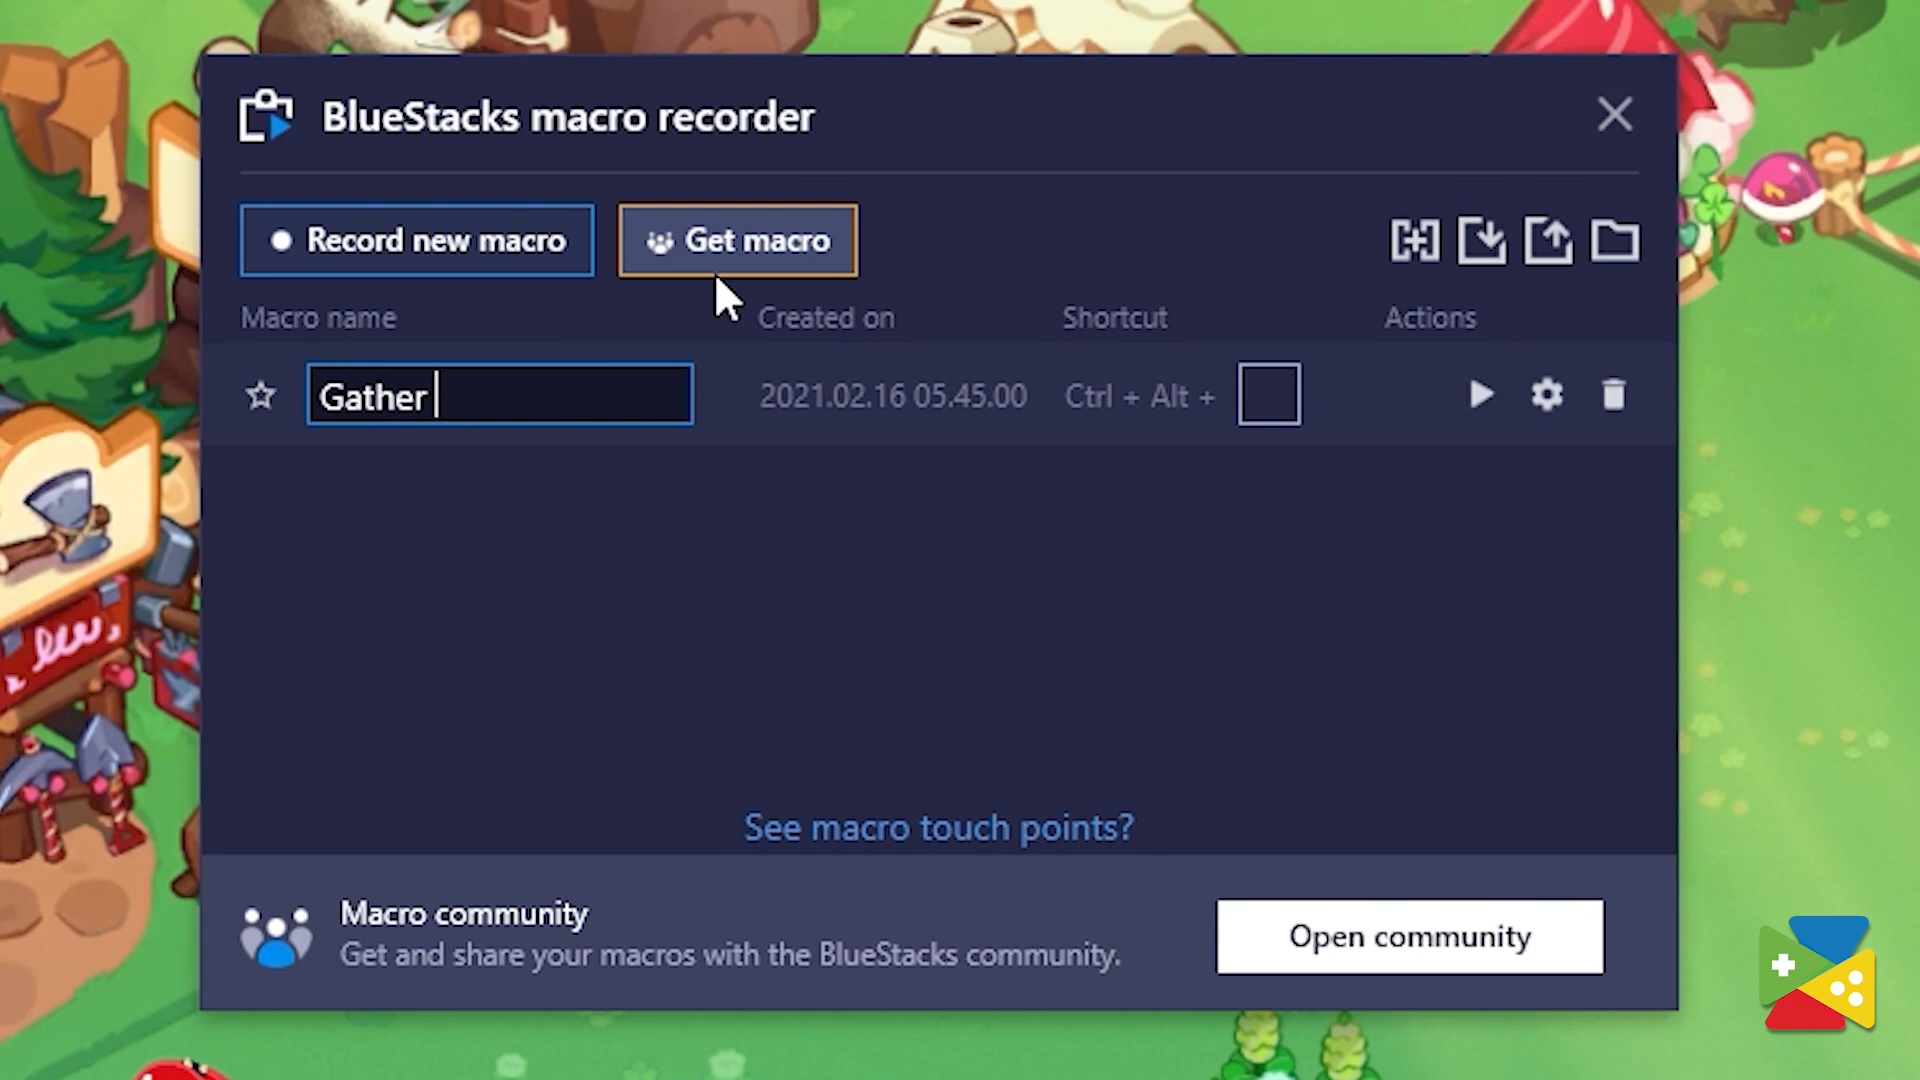 BlueStacks macro recorder
Record new macro
Get macro
Macro name
Created on
Shortcut
Actions
Gather
2021.02.16 05.45.00
Ctrl + Alt +
See macro touch points?
Macro community
Get and share your macros with the BlueStacks community.
Open community